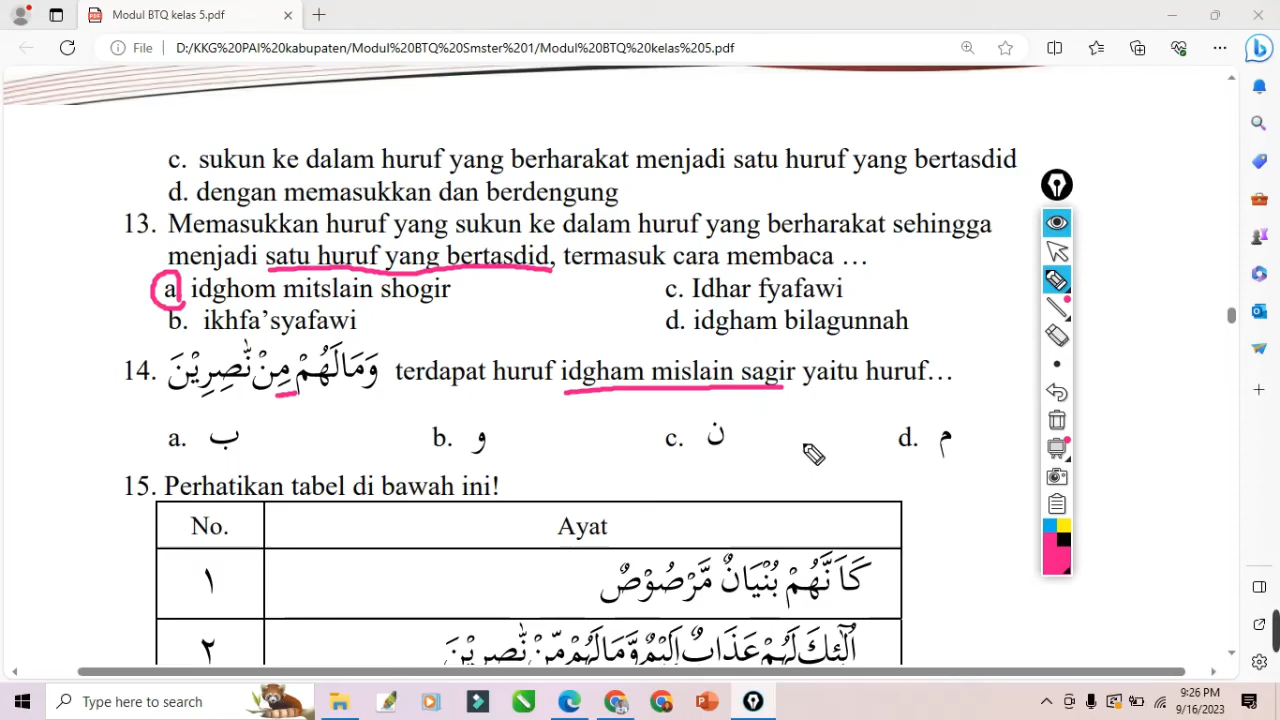 Modul BTQ kelas 5.pdf
File D:/KKG%20PAI%20kabupaten/Modul%20BTQ%20Smster%201/Modul%20BTQ%20kelas%205.pdf
c. sukun ke dalam huruf yang berharakat menjadi satu huruf yang bertasdid
d. dengan memasukkan dan berdengung
13. Memasukkan huruf yang sukun ke dalam huruf yang berharakat sehingga
menjadi satu huruf yang bertasdid, termasuk cara membaca …
a. idghom mitslain shogir c. Idhar fyafawi
b. ikhfa’syafawi d. idgham bilagunnah
14. وَمَالَهُمْ مِنْ نّٰصِرِيْنَ terdapat huruf idgham mislain sagir yaitu huruf…
a. ب b. و c. ن d. م
15. Perhatikan tabel di bawah ini!
No. Ayat
١ كَاَ نَّهُمْ بُنْيَانٌ مَّرْصُوْصٌ
٢ اُلٰۤئِكَ لَهُمْ عَذَابٌ اَلِيْمٌ وَّمَالَهُمْ مِّنْ نّٰصِرِيْنَ
Type here to search
9:26 PM
9/16/2023